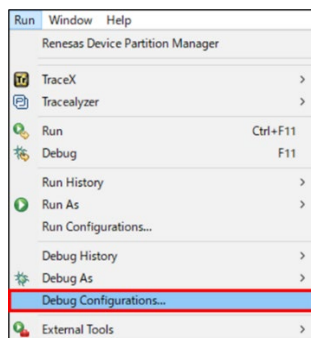 Run Window Help
Renesas Device Partition Manager
TraceX
Tracealyzer
Run Ctrl+F11
Debug F11
Run History
Run As
Run Configurations...
Debug History
Debug As
Debug Configurations...
External Tools